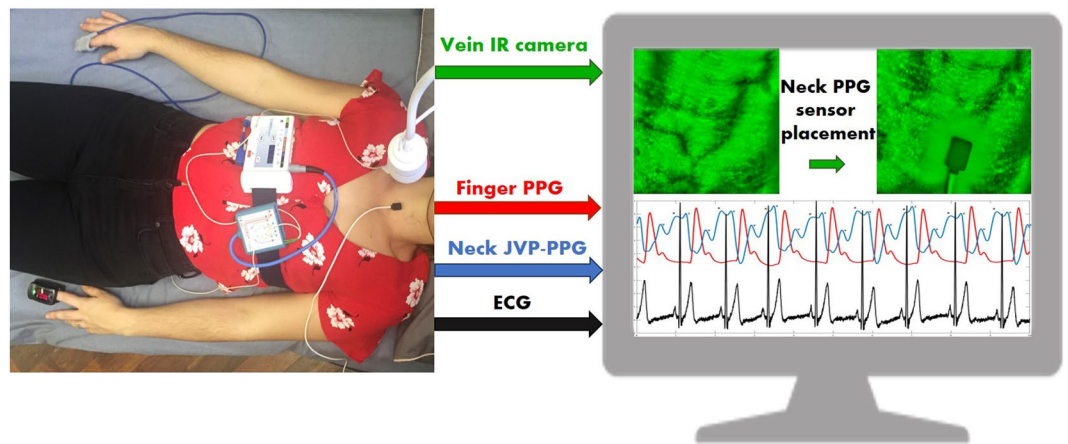 Vein IR camera
Finger PPG
Neck JVP-PPG
ECG
Neck PPG
sensor
placement